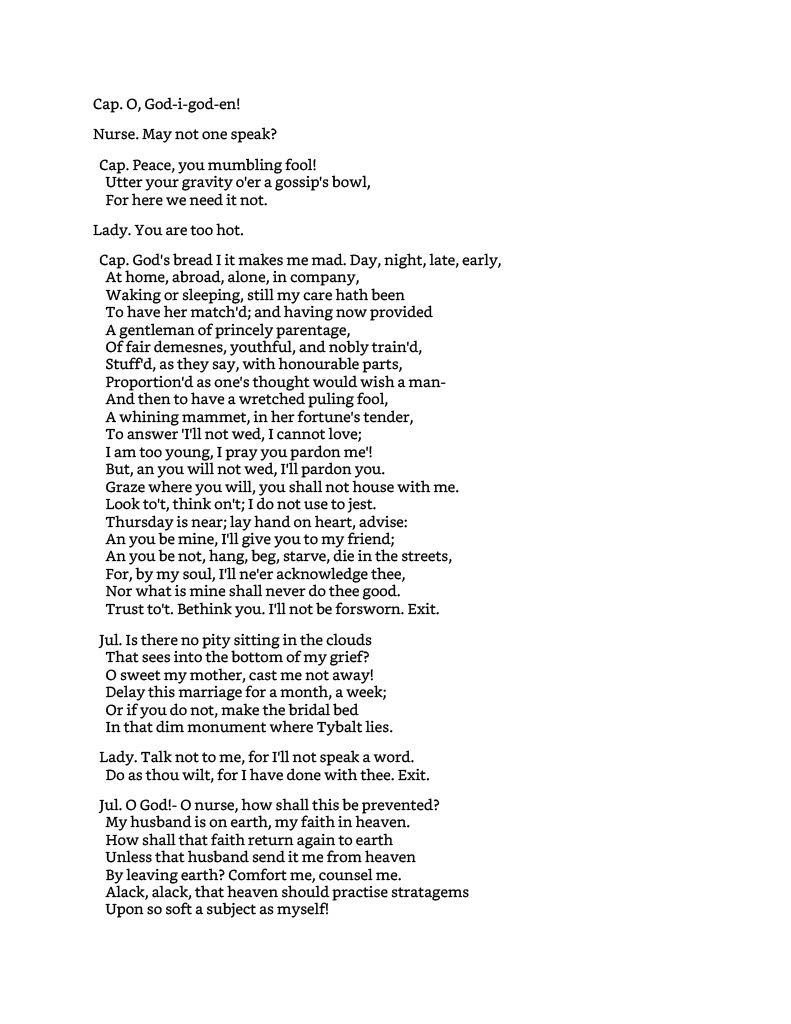 Cap. O, God-i-god-en!
Nurse. May not one speak?
Cap. Peace, you mumbling fool!
Utter your gravity o'er a gossip's bowl,
For here we need it not.
Lady. You are too hot.
Cap. God's bread I it makes me mad. Day, night, late, early,
At home, abroad, alone, in company,
Waking or sleeping, still my care hath been
To have her match'd; and having now provided
A gentleman of princely parentage,
Of fair demesnes, youthful, and nobly train'd,
Stuff'd, as they say, with honourable parts,
Proportion'd as one's thought would wish a man-
And then to have a wretched puling fool,
A whining mammet, in her fortune's tender,
To answer 'I'll not wed, I cannot love;
I am too young, I pray you pardon me'!
But, an you will not wed, I'll pardon you.
Graze where you will, you shall not house with me.
Look to't, think on't; I do not use to jest.
Thursday is near; lay hand on heart, advise:
An you be mine, I'll give you to my friend;
An you be not, hang, beg, starve, die in the streets,
For, by my soul, I'll ne'er acknowledge thee,
Nor what is mine shall never do thee good.
Trust to't. Bethink you. I'll not be forsworn. Exit.
Jul. Is there no pity sitting in the clouds
That sees into the bottom of my grief?
O sweet my mother, cast me not away!
Delay this marriage for a month, a week;
Or if you do not, make the bridal bed
In that dim monument where Tybalt lies.
Lady. Talk not to me, for I'll not speak a word.
Do as thou wilt, for I have done with thee. Exit.
Jul. O God!- O nurse, how shall this be prevented?
My husband is on earth, my faith in heaven.
How shall that faith return again to earth
Unless that husband send it me from heaven
By leaving earth? Comfort me, counsel me.
Alack, alack, that heaven should practise stratagems
Upon so soft a subject as myself!